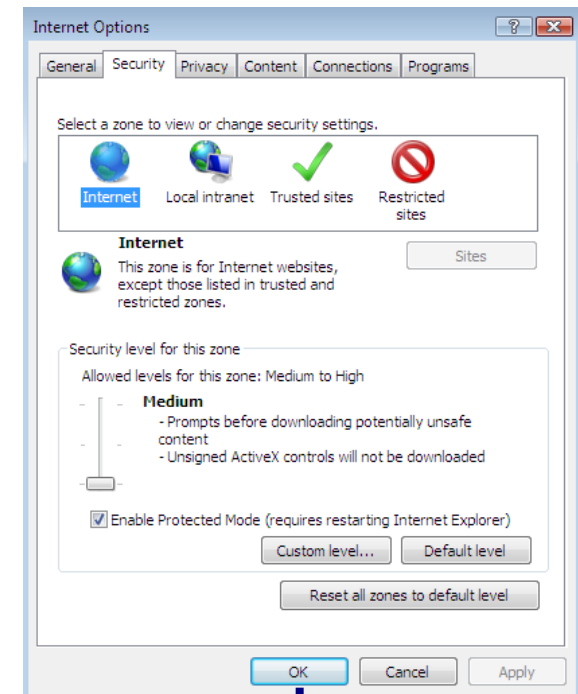 Internet Options
General Security Privacy Content Connections Programs
Select a zone to view or change security settings.
Internet Local intranet Trusted sites Restricted
sites
Internet
Sites
This zone is for Internet websites,
except those listed in trusted and
restricted zones.
Security level for this zone
Allowed levels for this zone: Medium to High
Medium
- Prompts before downloading potentially unsafe
content
- Unsigned ActiveX controls will not be downloaded
Enable Protected Mode (requires restarting Internet Explorer)
Custom level... Default level
Reset all zones to default level
OK Cancel Apply